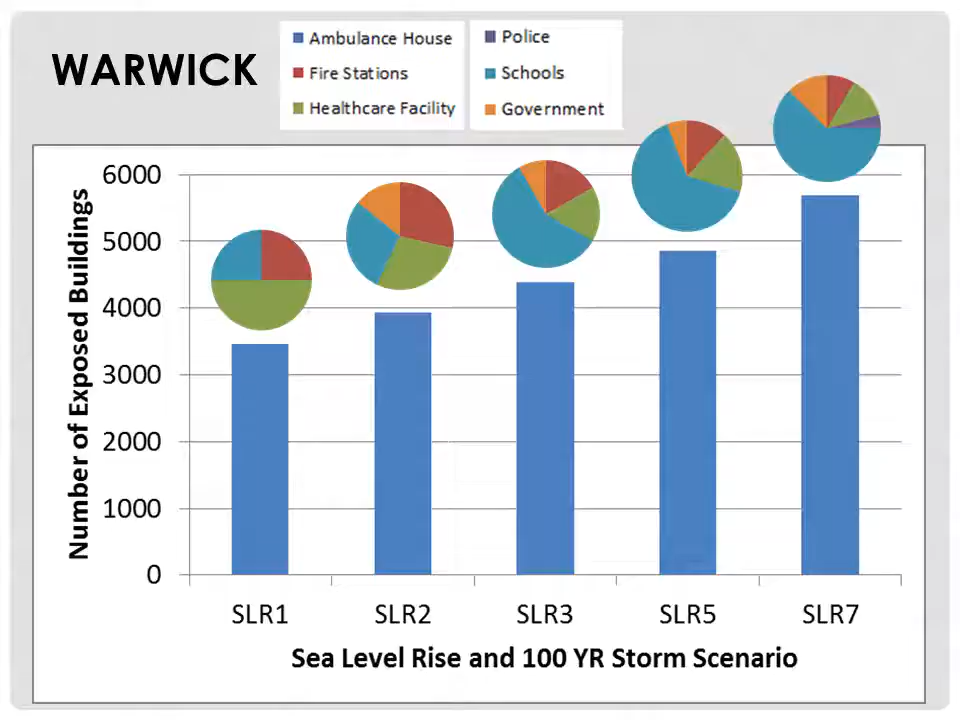 WARWICK
Ambulance House
Fire Stations
Healthcare Facility
Police
Schools
Government
Number of Exposed Buildings
6000
5000
4000
3000
2000
1000
0
SLR1 SLR2 SLR3 SLR5 SLR7
Sea Level Rise and 100 YR Storm Scenario